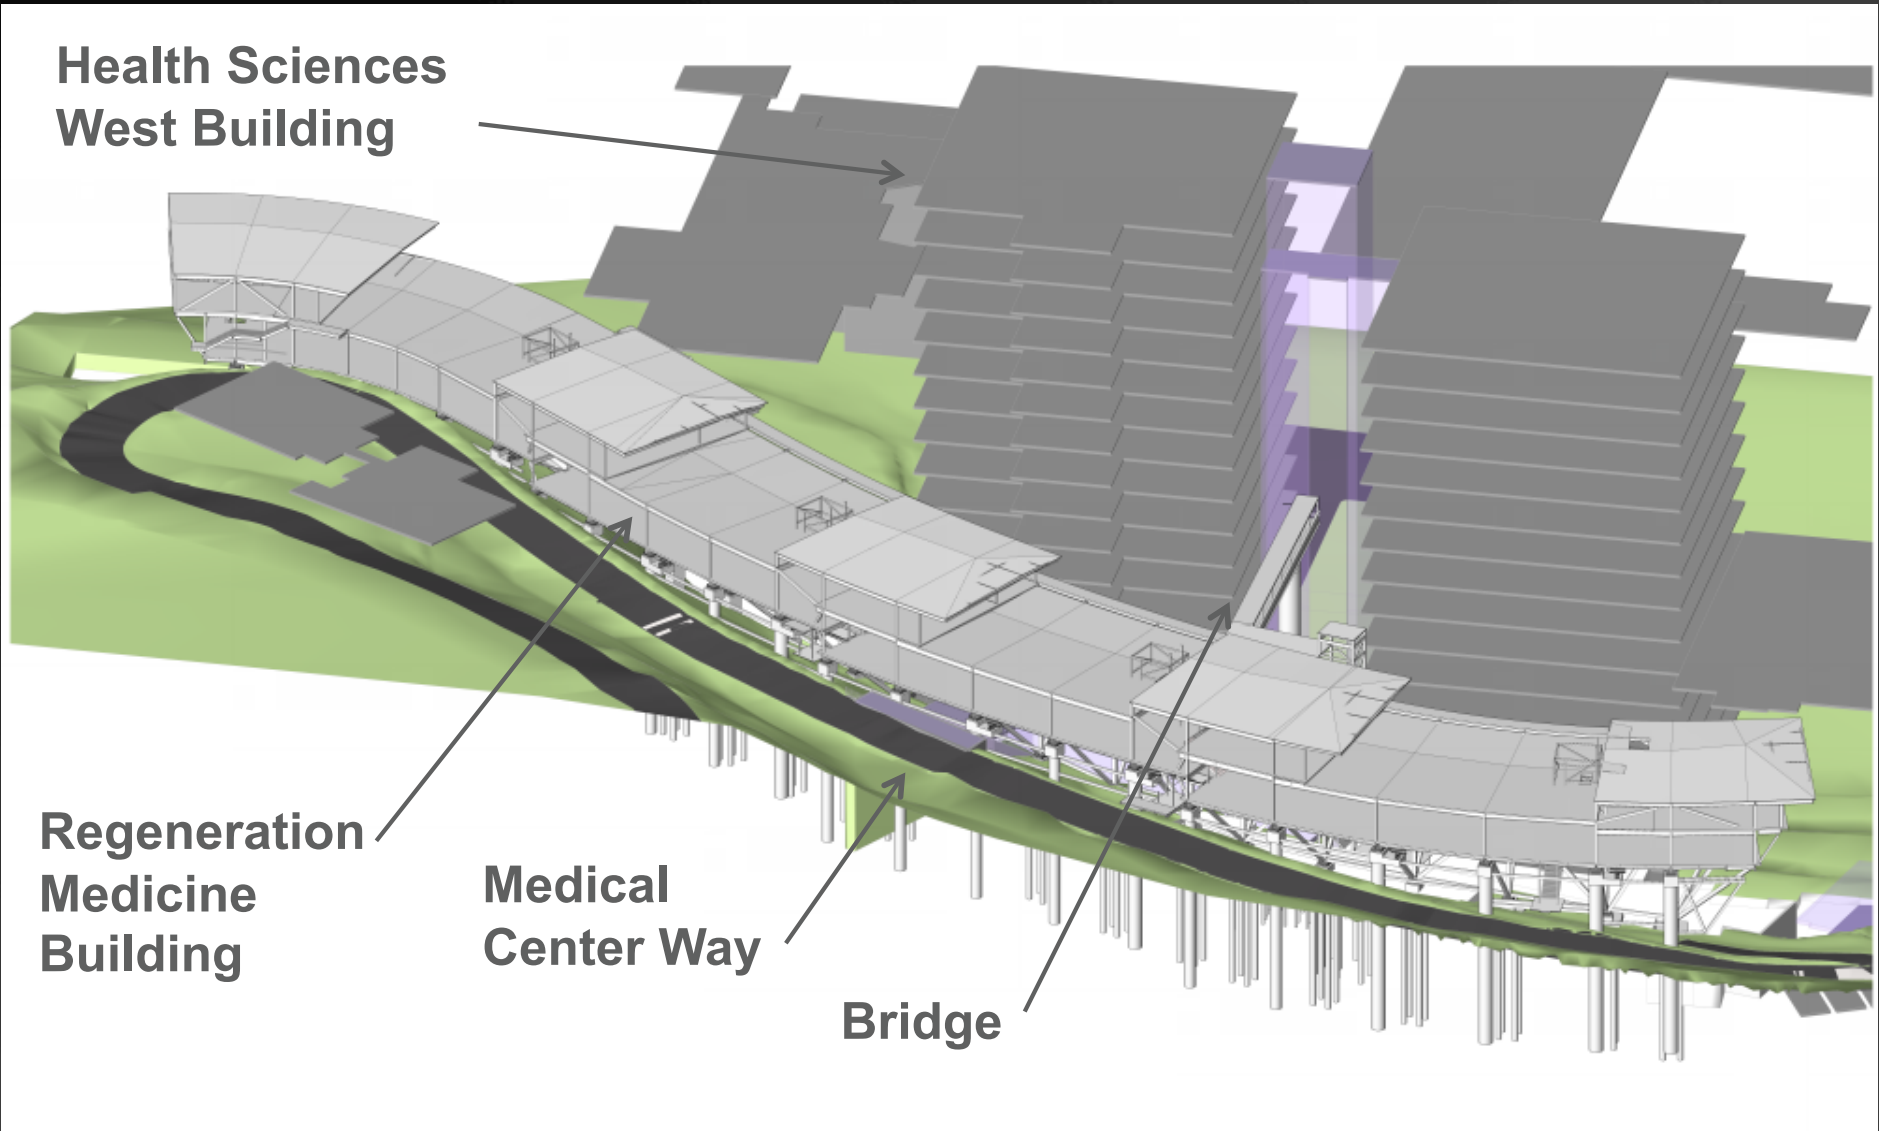 Health Sciences
West Building
Regeneration
Medicine
Building
Medical
Center Way
Bridge